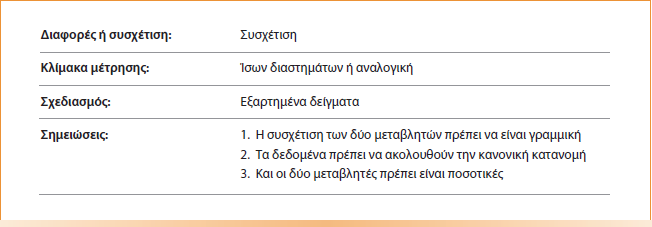 Διαφορές ή συσχέτιση: Συσχέτιση
Κλίμακα μέτρησης: Ίσων διαστημάτων ή αναλογική
Σχεδιασμός: Εξαρτημένα δείγματα
Σημειώσεις: 1. Η συσχέτιση των δύο μεταβλητών πρέπει να είναι γραμμική
2. Τα δεδομένα πρέπει να ακολουθούν την κανονική κατανομή
3. Και οι δύο μεταβλητές πρέπει είναι ποσοτικές